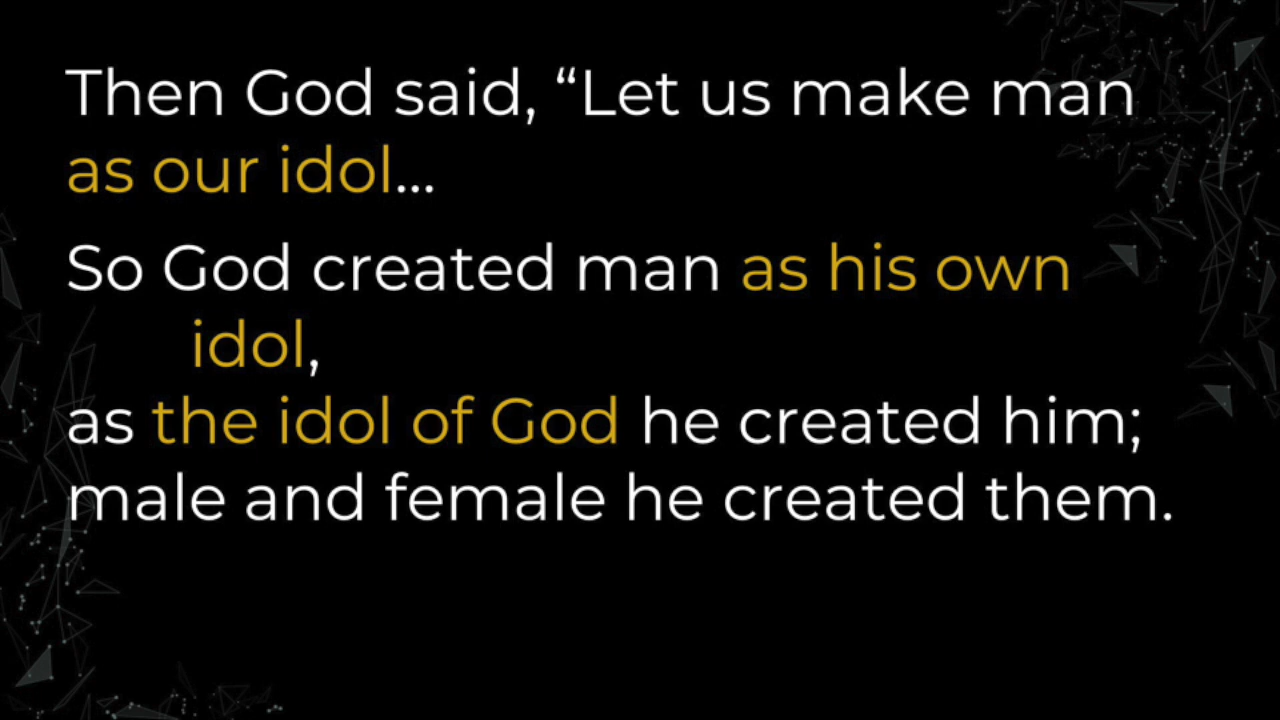 Then God said, “Let us make man
as our idol...
So God created man as his own
idol,
as the idol of God he created him;
male and female he created them.